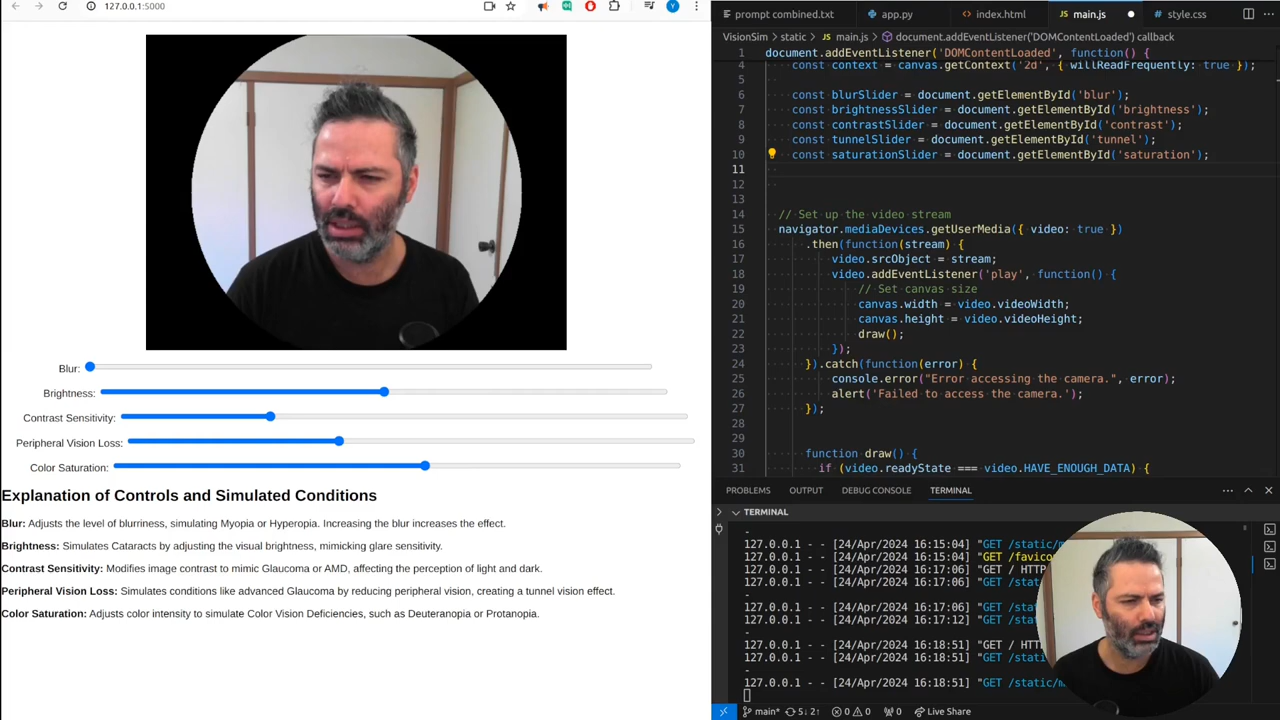 127.0.0.1:5000
Y
Blur:
Brightness:
Contrast Sensitivity:
Peripheral Vision Loss:
Color Saturation:
Explanation of Controls and Simulated Conditions
Blur: Adjusts the level of blurriness, simulating Myopia or Hyperopia. Increasing the blur increases the effect.
Brightness: Simulates Cataracts by adjusting the visual brightness, mimicking glare sensitivity.
Contrast Sensitivity: Modifies image contrast to mimic Glaucoma or AMD, affecting the perception of light and dark.
Peripheral Vision Loss: Simulates conditions like advanced Glaucoma by reducing peripheral vision, creating a tunnel vision effect.
Color Saturation: Adjusts color intensity to simulate Color Vision Deficiencies, such as Deuteranopia or Protanopia.
prompt combined.txt app.py index.html JS main.js style.css
VisionSim > static > JS main.js > document.addEventListener('DOMContentLoaded') callback
1 document.addEventListener('DOMContentLoaded', function() {
4 const context = canvas.getContext('2d', { willReadFrequently: true });
5
6 const blurSlider = document.getElementById('blur');
7 const brightnessSlider = document.getElementById('brightness');
8 const contrastSlider = document.getElementById('contrast');
9 const tunnelSlider = document.getElementById('tunnel');
10 const saturationSlider = document.getElementById('saturation');
11
12
13
14 // Set up the video stream
15 navigator.mediaDevices.getUserMedia({ video: true })
16 .then(function(stream) {
17 video.srcObject = stream;
18 video.addEventListener('play', function() {
19 // Set canvas size
20 canvas.width = video.videoWidth;
21 canvas.height = video.videoHeight;
22 draw();
23 });
24 }).catch(function(error) {
25 console.error("Error accessing the camera.", error);
26 alert('Failed to access the camera.');
27 });
28
29
30 function draw() {
31 if (video.readyState === video.HAVE_ENOUGH_DATA) {
PROBLEMS OUTPUT DEBUG CONSOLE TERMINAL
TERMINAL
-
127.0.0.1 - - [24/Apr/2024 16:15:04] "GET /static/m
127.0.0.1 - - [24/Apr/2024 16:15:04] "GET /favico
127.0.0.1 - - [24/Apr/2024 16:17:06] "GET / HTT
127.0.0.1 - - [24/Apr/2024 16:17:06] "GET /stat
-
127.0.0.1 - - [24/Apr/2024 16:17:06] "GET /stat
127.0.0.1 - - [24/Apr/2024 16:17:12] "GET /stat
-
127.0.0.1 - - [24/Apr/2024 16:18:51] "GET / HTT
127.0.0.1 - - [24/Apr/2024 16:18:51] "GET /stat
-
127.0.0.1 - - [24/Apr/2024 16:18:51] "GET /static/m
main* 5↓ 2↑ 0 0 0 Live Share